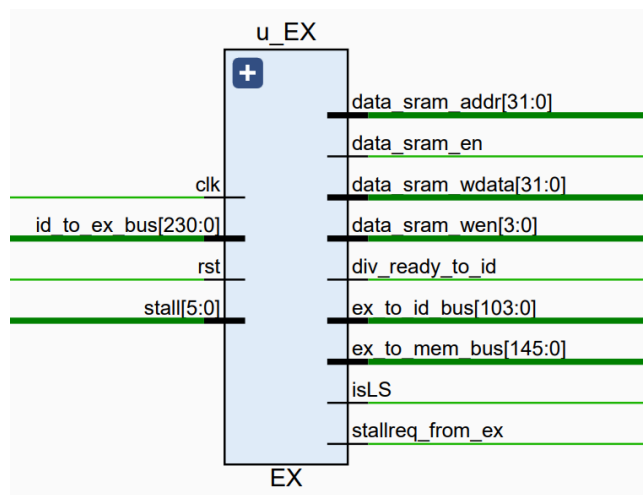 u_EX
data_sram_addr[31:0]
data_sram_en
clk
data_sram_wdata[31:0]
id_to_ex_bus[230:0]
data_sram_wen[3:0]
rst
div_ready_to_id
stall[5:0]
ex_to_id_bus[103:0]
ex_to_mem_bus[145:0]
isLS
stallreq_from_ex
EX